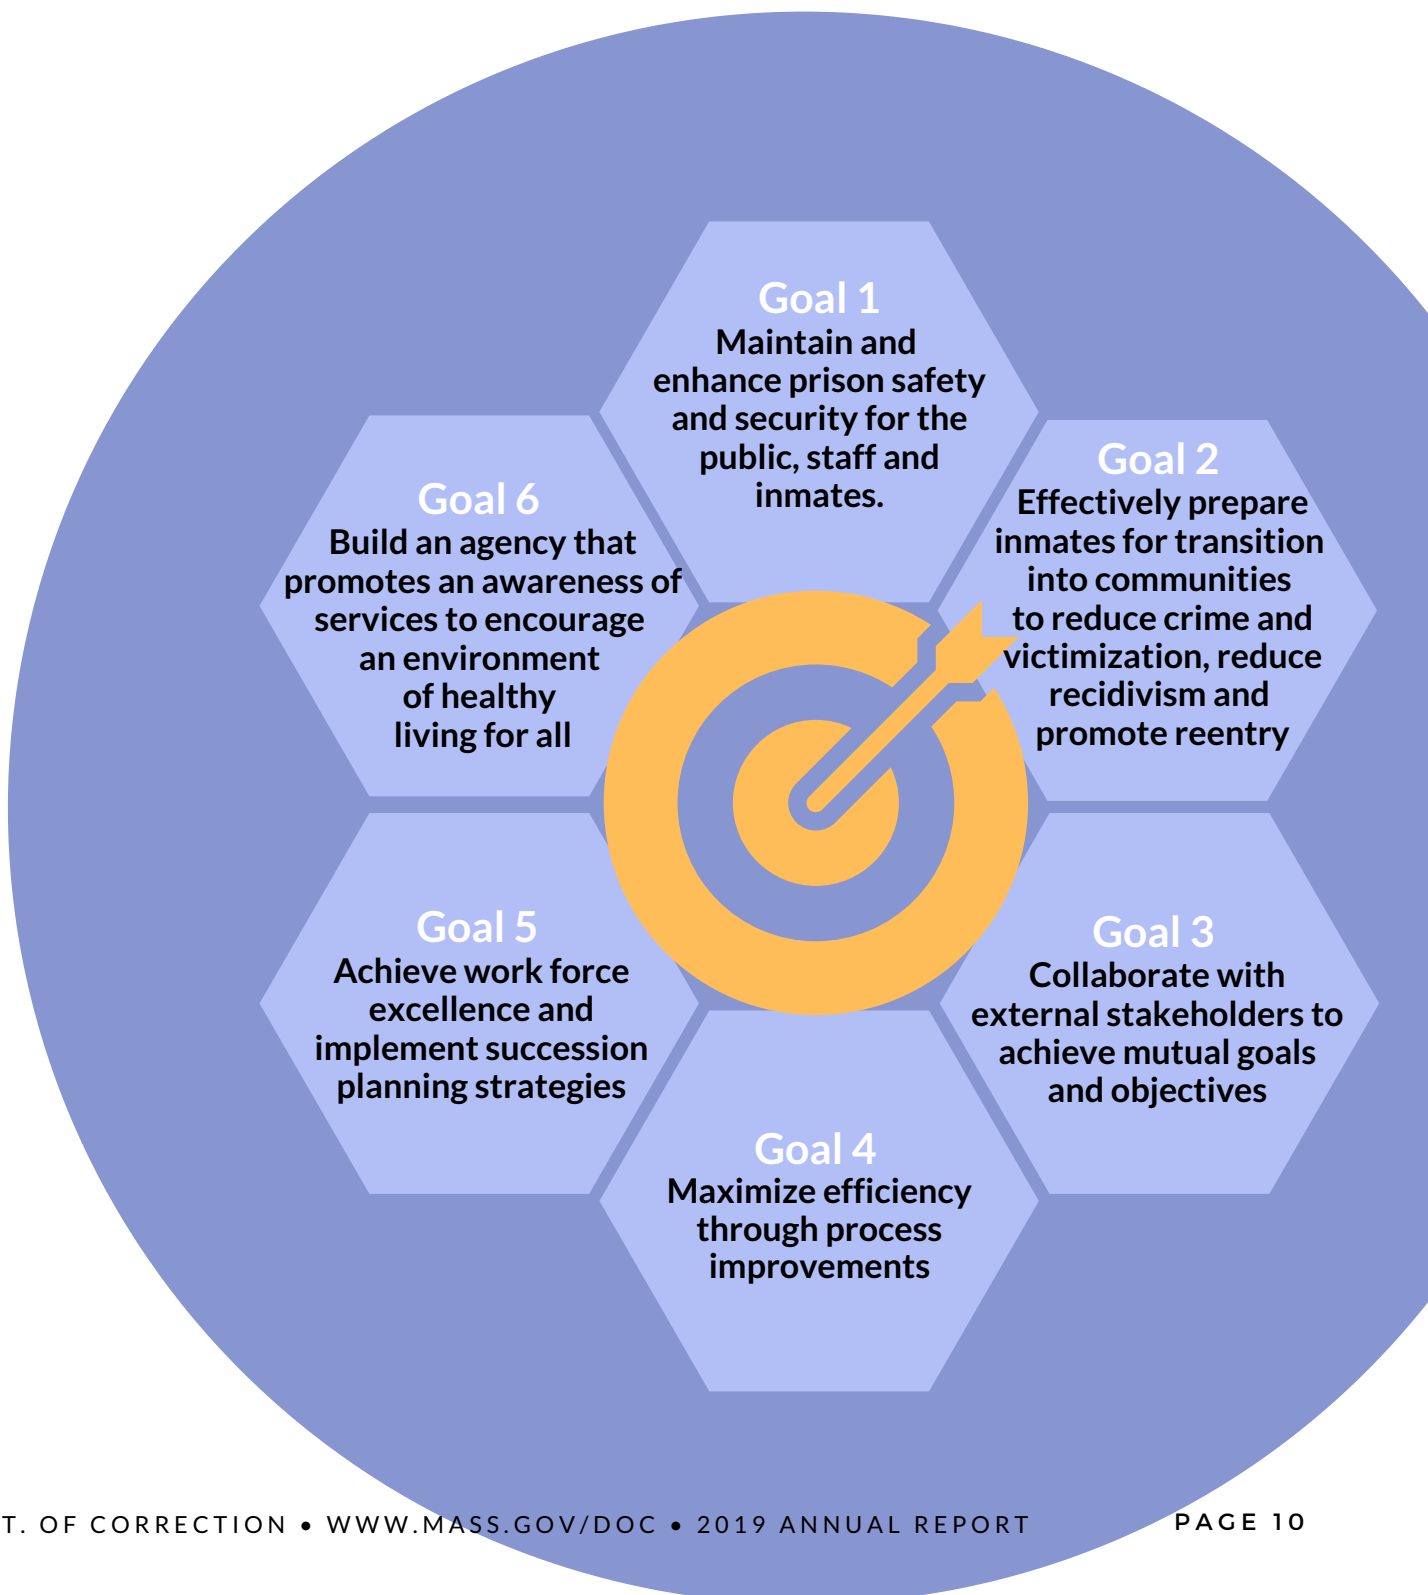 Goal 1
Maintain and
enhance prison safety
and security for the
public, staff and
inmates.
Goal 2
Effectively prepare
inmates for transition
into communities
to reduce crime and
victimization, reduce
recidivism and
promote reentry
Goal 3
Collaborate with
external stakeholders to
achieve mutual goals
and objectives
Goal 4
Maximize efficiency
through process
improvements
Goal 5
Achieve work force
excellence and
implement succession
planning strategies
Goal 6
Build an agency that
promotes an awareness of
services to encourage
an environment
of healthy
living for all
T. OF CORRECTION • WWW.MASS.GOV/DOC • 2019 ANNUAL REPORT
PAGE 10